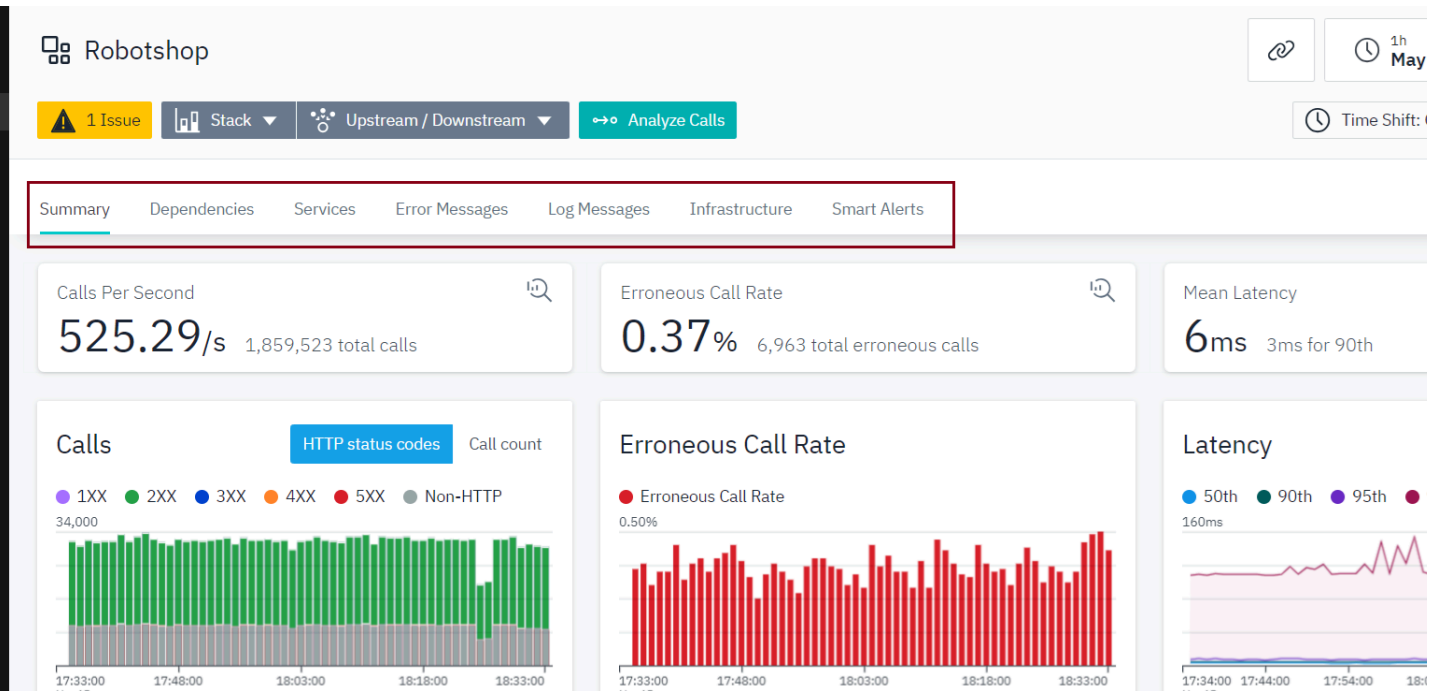 Robotshop
1h
May
1 Issue
Stack
Upstream / Downstream
Analyze Calls
Time Shift:
Summary Dependencies Services Error Messages Log Messages Infrastructure Smart Alerts
Calls Per Second
525.29/s 1,859,523 total calls
Erroneous Call Rate
0.37% 6,963 total erroneous calls
Mean Latency
6ms 3ms for 90th
Calls
HTTP status codes Call count
1XX 2XX 3XX 4XX 5XX Non-HTTP
34,000
17:33:00 17:48:00 18:03:00 18:18:00 18:33:00
Erroneous Call Rate
Erroneous Call Rate
0.50%
17:33:00 17:48:00 18:03:00 18:18:00 18:33:00
Latency
50th 90th 95th
160ms
17:34:00 17:44:00 17:54:00